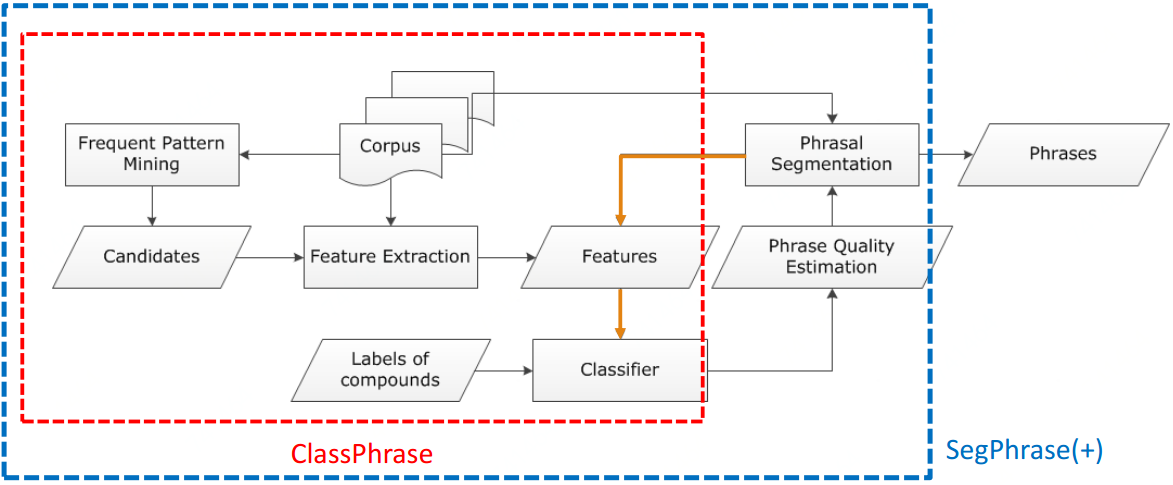 Frequent Pattern
Mining
Corpus
Phrasal
Segmentation
Phrases
Candidates
Feature Extraction
Features
Phrase Quality
Estimation
Labels of
compounds
Classifier
ClassPhrase
SegPhrase(+)